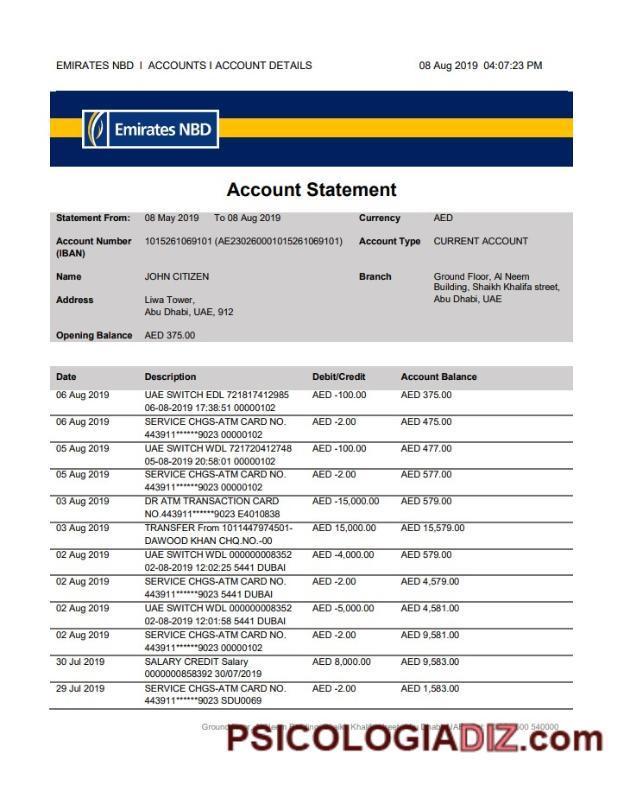 EMIRATES NBD I ACCOUNTS I ACCOUNT DETAILS 08 Aug 2019 04:07:23 PM
Emirates NBD
Account Statement
Statement From: 08 May 2019 To 08 Aug 2019 Currency AED
Account Number 1015261069101 (AE230260001015261069101) Account Type CURRENT ACCOUNT
(IBAN)
Name JOHN CITIZEN Branch Ground Floor, Al Neem
Building, Shaikh Khalifa street,
Address Liwa Tower, Abu Dhabi, UAE
Abu Dhabi, UAE, 912
Opening Balance AED 375.00
Date Description Debit/Credit Account Balance
06 Aug 2019 UAE SWITCH EDL 721817412985 AED -100.00 AED 375.00
06-08-2019 17:38:51 00000102
06 Aug 2019 SERVICE CHGS-ATM CARD NO. AED -2.00 AED 475.00
443911******9023 00000102
05 Aug 2019 UAE SWITCH WDL 721720412748 AED -100.00 AED 477.00
05-08-2019 20:58:01 00000102
05 Aug 2019 SERVICE CHGS-ATM CARD NO. AED -2.00 AED 577.00
443911******9023 00000102
03 Aug 2019 DR ATM TRANSACTION CARD AED -15,000.00 AED 579.00
NO.443911******9023 E4010838
03 Aug 2019 TRANSFER From 1011447974501- AED 15,000.00 AED 15,579.00
DAWOOD KHAN CHQ.NO.-00
02 Aug 2019 UAE SWITCH WDL 000000008352 AED -4,000.00 AED 579.00
02-08-2019 12:02:25 5441 DUBAI
02 Aug 2019 SERVICE CHGS-ATM CARD NO. AED -2.00 AED 4,579.00
443911******9023 5441 DUBAI
02 Aug 2019 UAE SWITCH WDL 000000008352 AED -5,000.00 AED 4,581.00
02-08-2019 12:01:58 5441 DUBAI
02 Aug 2019 SERVICE CHGS-ATM CARD NO. AED -2.00 AED 9,581.00
443911******9023
30 Jul 2019 SALARY CREDIT Salary AED 8,000.00 AED 9,583.00
0000000858392 30/07/2019
29 Jul 2019 SERVICE CHGS-ATM CARD NO. AED -2.00 AED 1,583.00
443911******9023 SDU0069
540000
PSICOLOGIADIZ.com